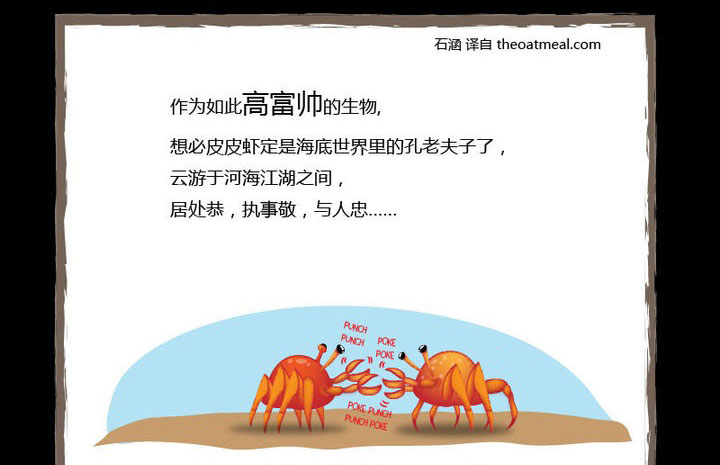 石涵 译自 theoatmeal.com
作为如此高富帅的生物,
想必皮皮虾定是海底世界里的孔老夫子了，
云游于河海江湖之间，
居处恭，执事敬，与人忠……
PUNCH
PUNCH
POKE
POKE
POKE PUNCH
PUNCH POKE